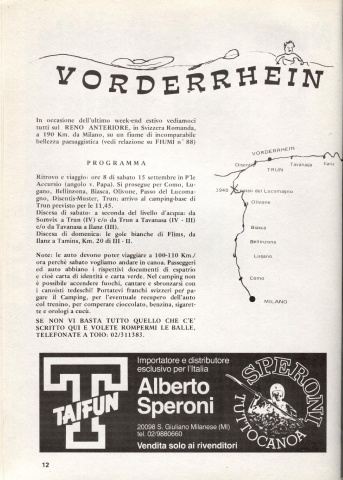 VORDERRHEIN
In occasione dell'ultimo week-end estivo vediamoci
tutti sul RENO ANTERIORE, in Svizzera Romanda,
a 190 Km. da Milano, su un fiume di incomparabile
bellezza paesaggistica (vedi relazione su FIUMI n° 88)
PROGRAMMA
Ritrovo e viaggio: ore 8 di sabato 15 settembre in P'le
Accursio (angolo v. Papa). Si prosegue per Como, Lu-
gano, Bellinzona, Biasca, Olivone, Passo del Lucoma-
gno, Disentis-Muster, Trun; arrivo al camping-base di
Trun previsto per le 11,45.
Discesa di sabato: a seconda del livello d'acqua: da
Somvix a Trun (IV) e/o da Trun a Tavanasa (IV - III)
e/o da Tavanasa a Ilanz (III).
Discesa di domenica: le gole bianche di Flims, da
Ilanz a Tamins, Km. 20 di III - II.
Note: le auto devono poter viaggiare a 100-110 Km./
ora perché sabato vogliamo andare in canoa. Passeggeri
ed auto abbiano i rispettivi documenti di espatrio
e cioè carta di identità e carta verde. Nel camping non
è possibile accendere fuochi, cantare e sbronzarsi con
i canoisti tedeschi! Portatevi franchi svizzeri per pa-
gare il Camping, per l'eventuale recupero dell'auto
col trenino, per comperare cioccolato, benzina, sigaret-
te e orologi a cucù.
SE NON VI BASTA TUTTO QUELLO CHE C'E'
SCRITTO QUI E VOLETE ROMPERMI LE BALLE,
TELEFONATE A TOIO: 02/311383.
VORDERRHEIN
TRUN
Tavanasa
Ilanz
1949
del Lucomagno
Olivone
Biasca
Bellinzona
Lugano
Como
MILANO
TAIFUN
Importatore e distributore
esclusivo per l'Italia
Alberto
Speroni
20098 S. Giuliano Milanese (MI)
tel. 02/9880660
Vendita solo ai rivenditori
SPERONI
TUTTOCANOA
12